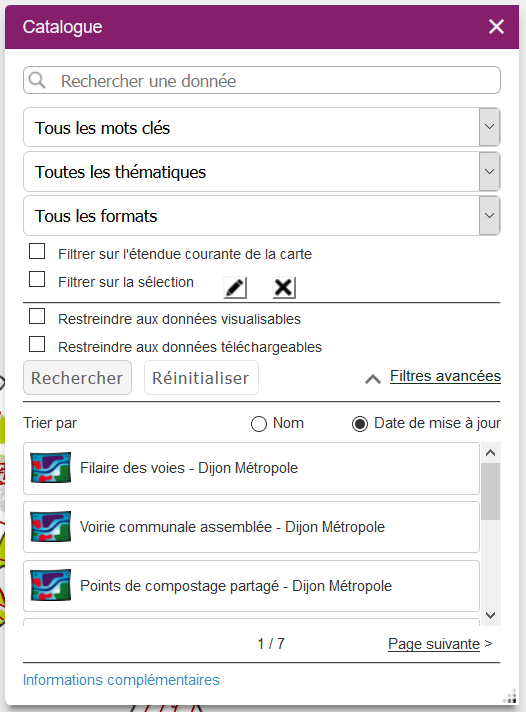 Catalogue
Rechercher une donnée
Tous les mots clés
Toutes les thématiques
Tous les formats
Filtrer sur l'étendue courante de la carte
Filtrer sur la sélection
Restreindre aux données visualisables
Restreindre aux données téléchargeables
Rechercher Réinitialiser Filtres avancées
Trier par Nom Date de mise à jour
Filaire des voies - Dijon Métropole
Voirie communale assemblée - Dijon Métropole
Points de compostage partagé - Dijon Métropole
1 / 7 Page suivante >
Informations complémentaires